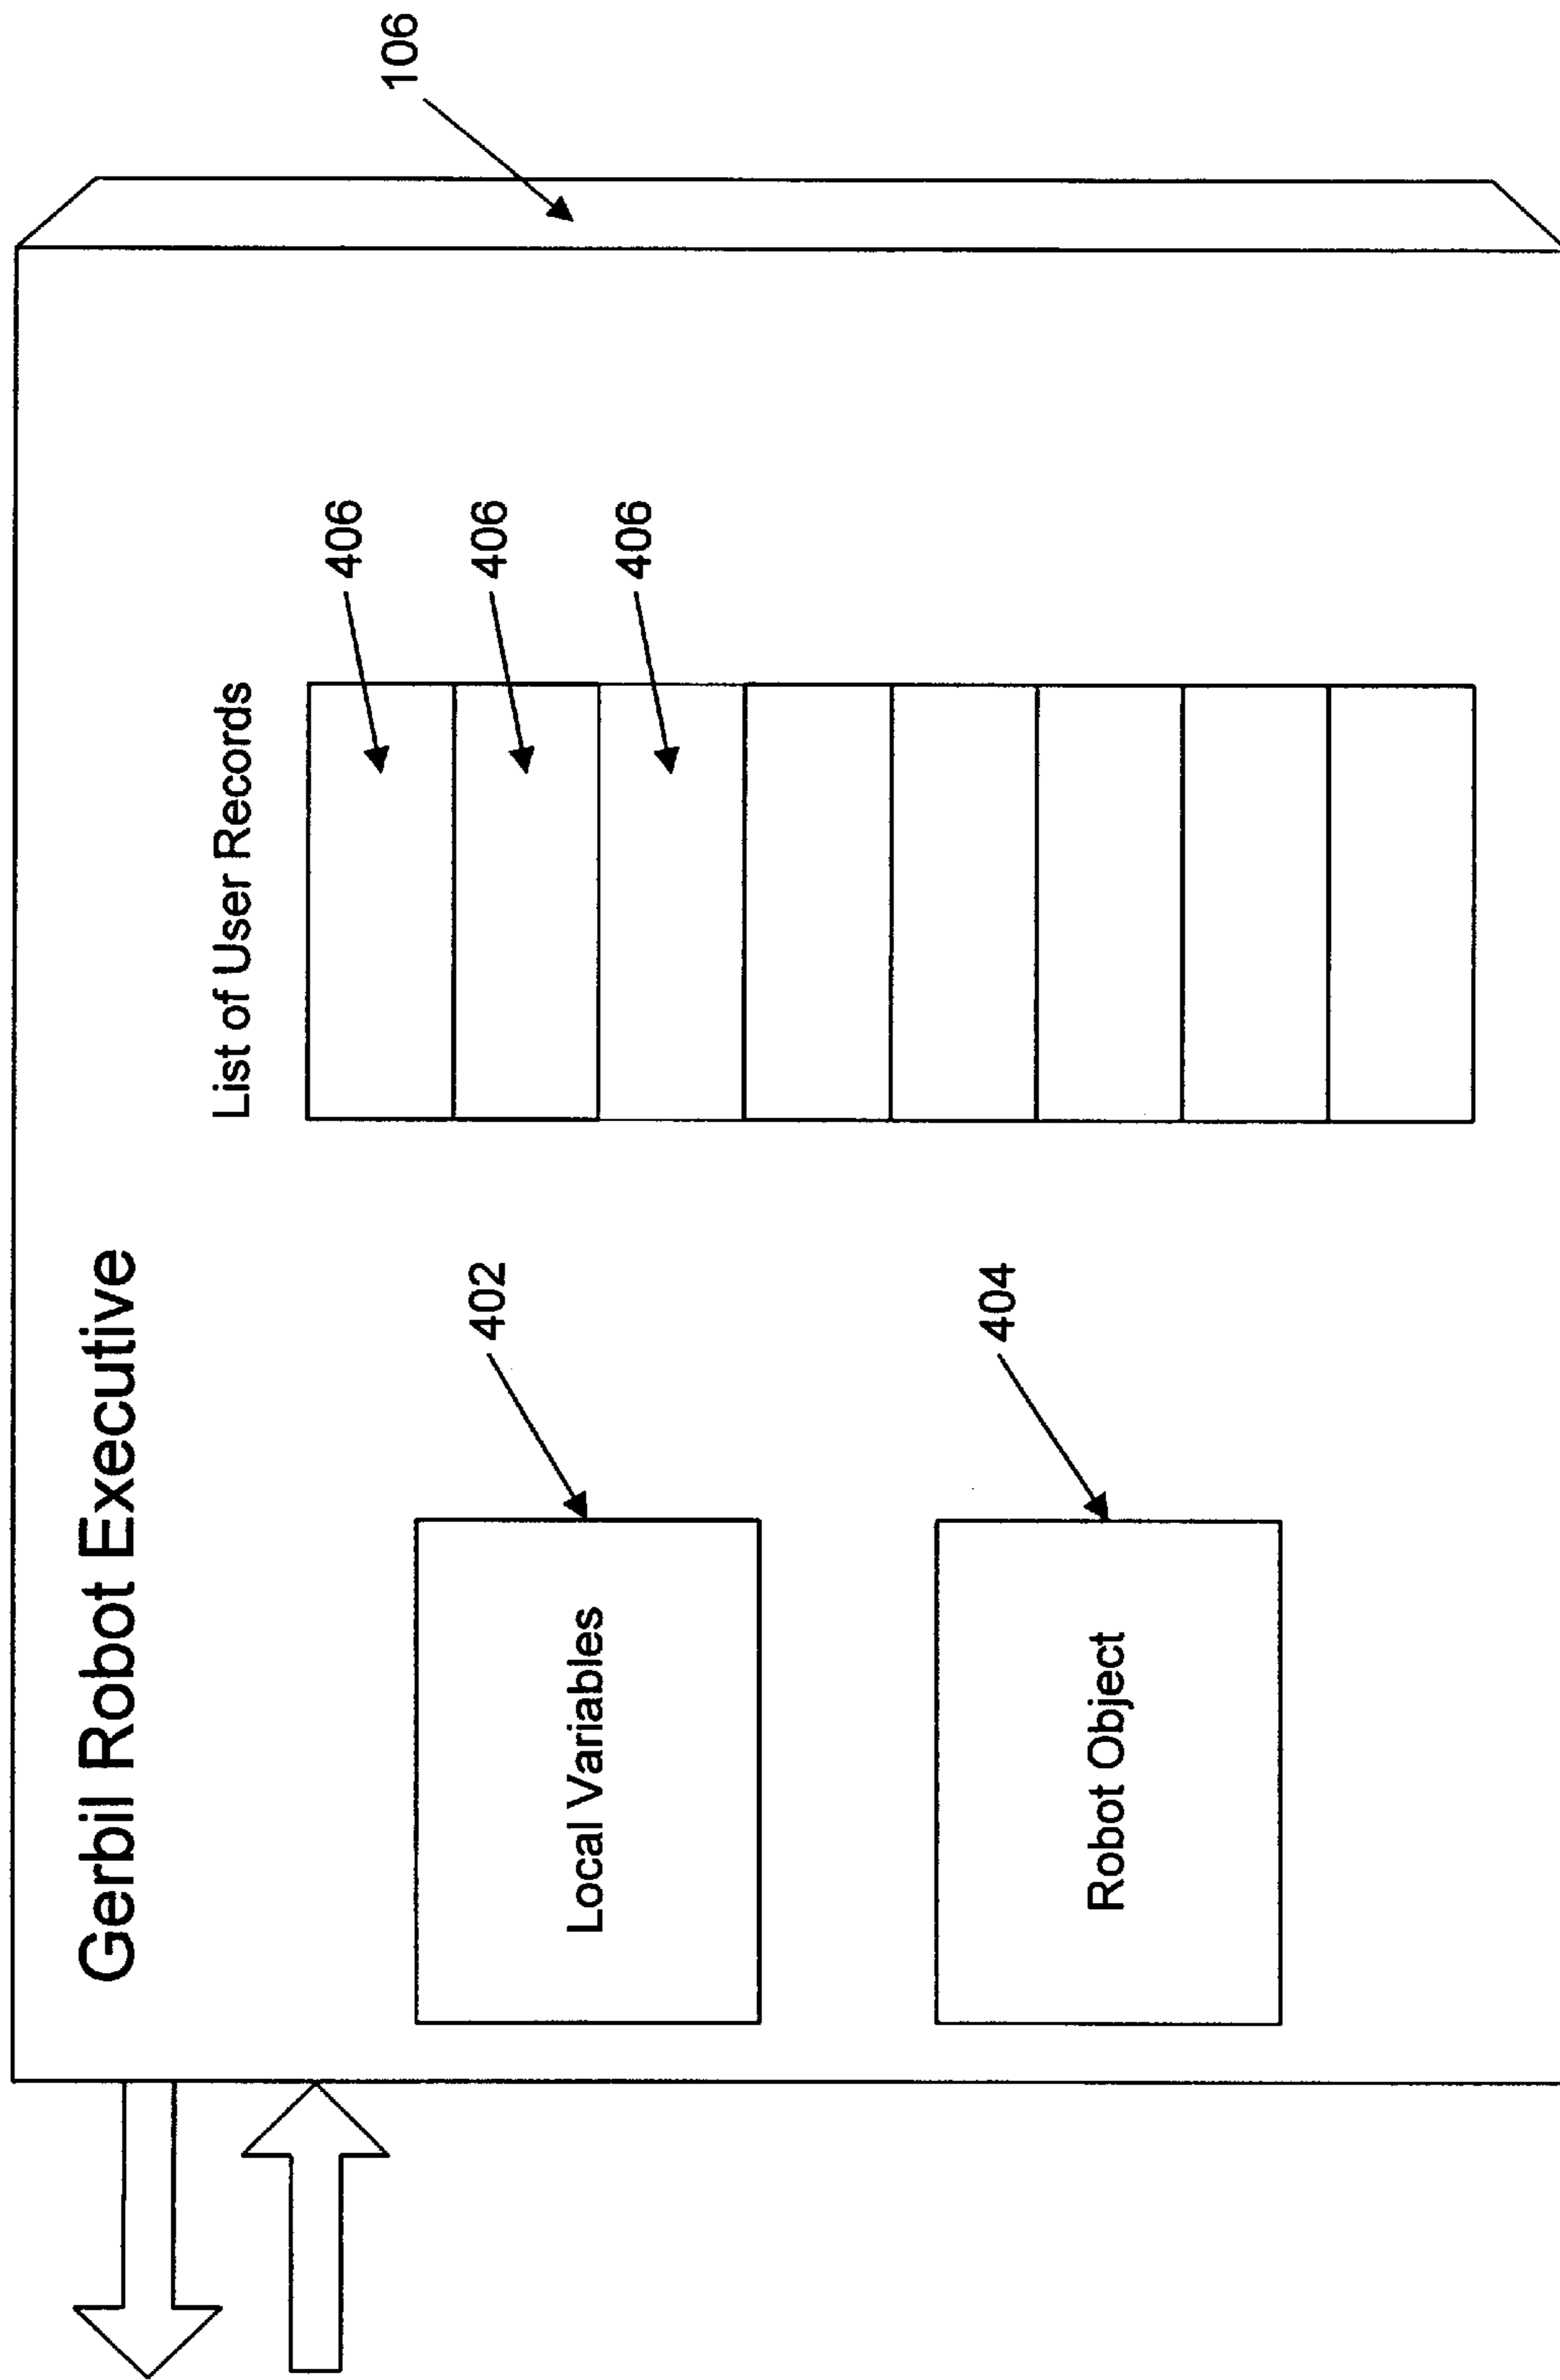 Gerbil Robot Executive
106
List of User Records
406
406
406
402
Local Variables
404
Robot Object